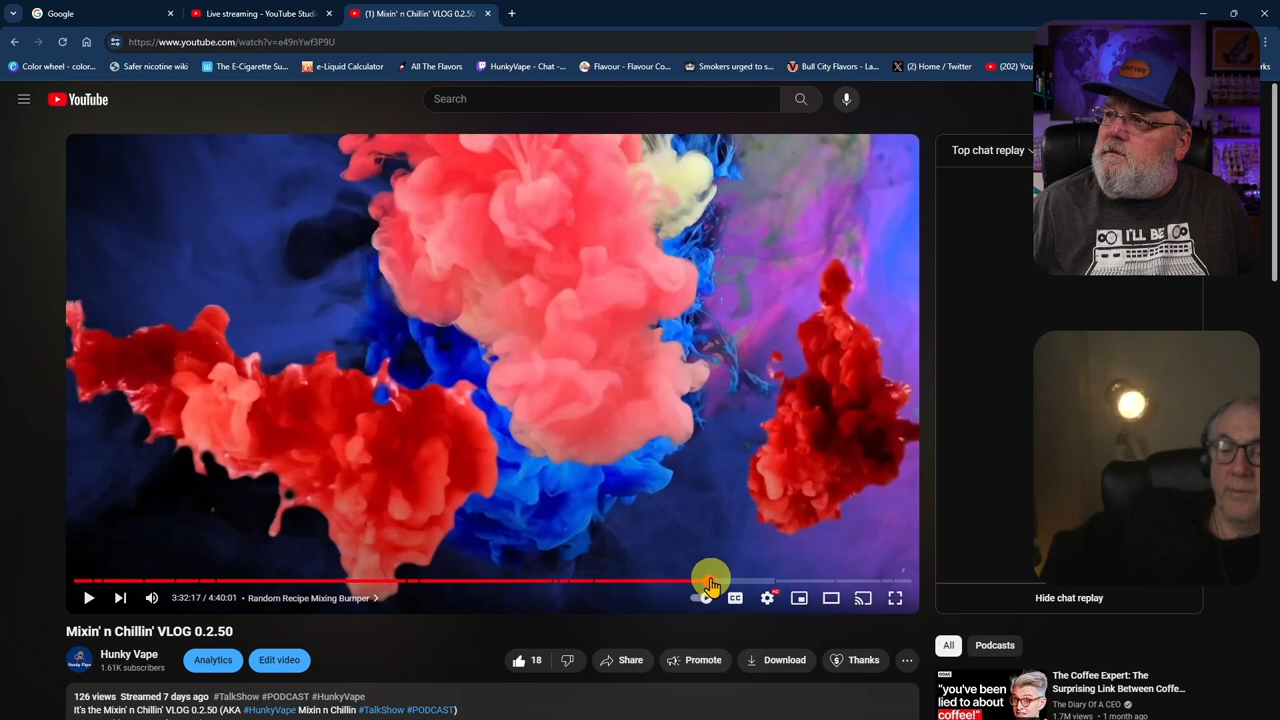 Google
Live streaming - YouTube Studi
(1) Mixin' n Chillin' VLOG 0.2.50
https://www.youtube.com/watch?v=e49nYwf3P9U
Color wheel - color...
Safer nicotine wiki
The E-Cigarette Su...
e-Liquid Calculator
All The Flavors
HunkyVape - Chat -...
Flavour - Flavour Co...
Smokers urged to s...
Bull City Flavors - La...
(2) Home / Twitter
(202) You
ks
YouTube
Search
Top chat replay
I'LL BE
3:32:17 / 4:40:01 • Random Recipe Mixing Bumper
CC
HD
Hide chat replay
Mixin' n Chillin' VLOG 0.2.50
Hunky Vape
1.61K subscribers
Analytics
Edit video
18
Share
Promote
Download
Thanks
All
Podcasts
126 views Streamed 7 days ago #TalkShow #PODCAST #HunkyVape
It's the Mixin' n Chillin' VLOG 0.2.50 (AKA #HunkyVape Mixin n Chillin #TalkShow #PODCAST)
"you've been
lied to about
coffee!"
The Coffee Expert: The
Surprising Link Between Coffe...
The Diary Of A CEO
1.7M views • 1 month ago